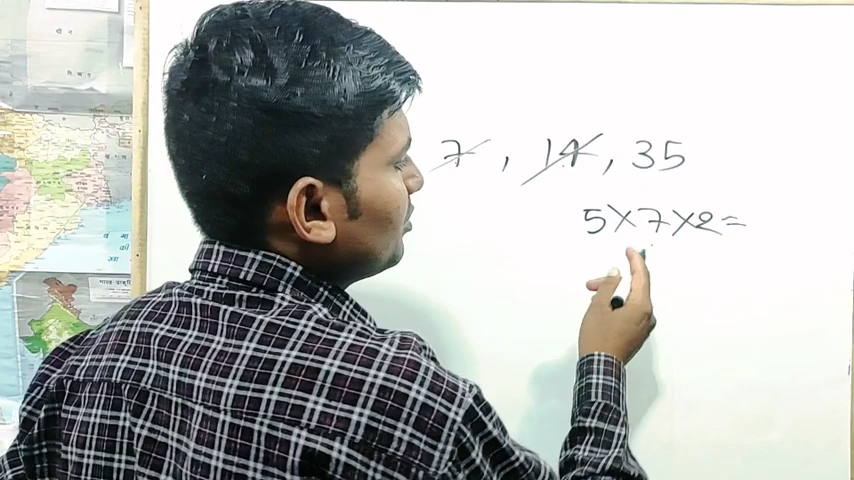 7 , 14 , 35
5×7×2=